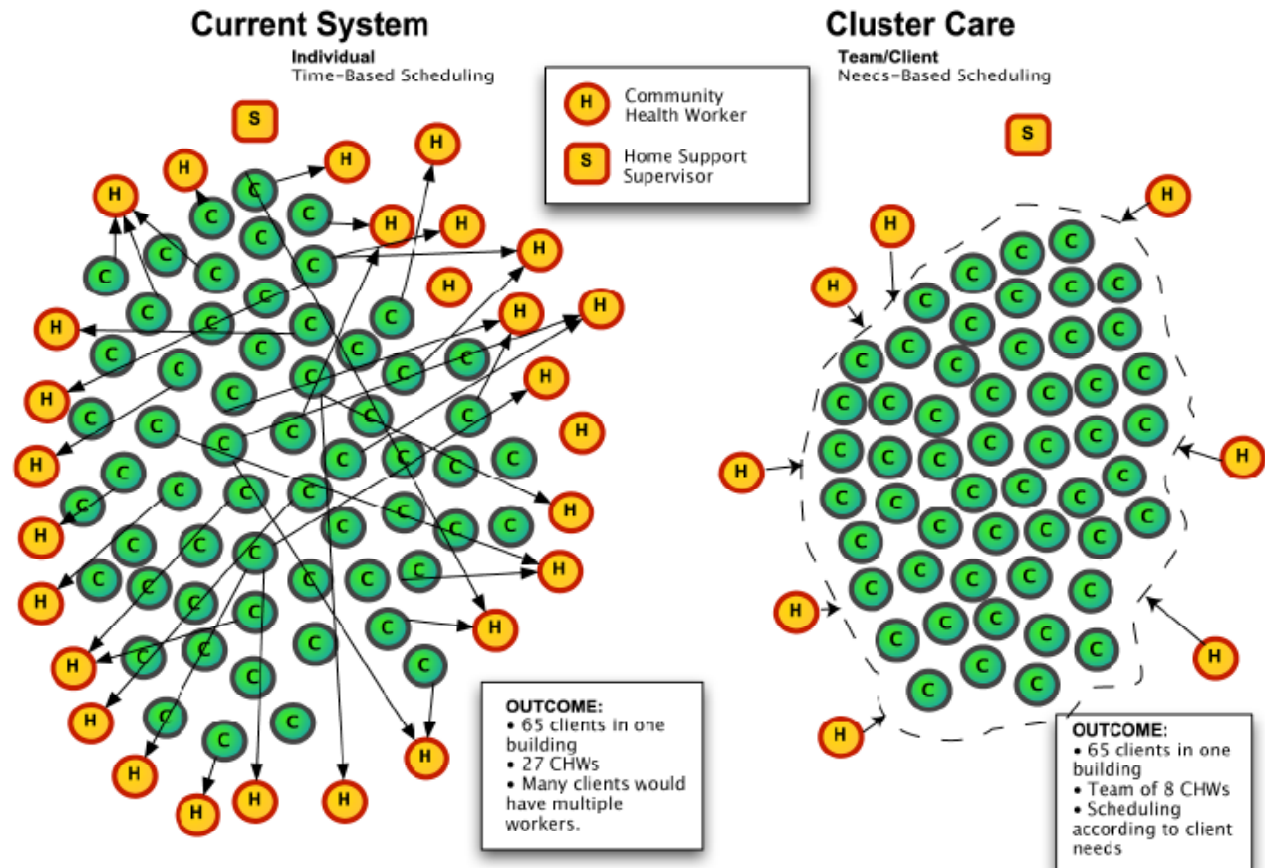 Current System
Individual
Time-Based Scheduling
S
H
H H
H C
C C H H
C H
C C
C C H
C H
C C C C H
H
C C C C
C C C H
H C
C C C C C H
C
H C C C C C
C C C C C H
H C C C C C C
C C C C C H
H C C C H
H C C C C
C
H C C C H
H H H H
OUTCOME:
• 65 clients in one
building
• 27 CHWs
• Many clients would
have multiple
workers.
H Community
Health Worker
S Home Support
Supervisor
Cluster Care
Team/Client
Neecs-Based Scheduling
S
H
H C C
H C C C
C C
C C C C
C C C C
C C C C C
C C
C C C C C C H
H C
C C C C C
C C C C C C
C C C C C
H C C C C C H
C C C
H
OUTCOME:
• 65 clients in one
building
• Team of 8 CHWs
• Scheduling
according to client
needs